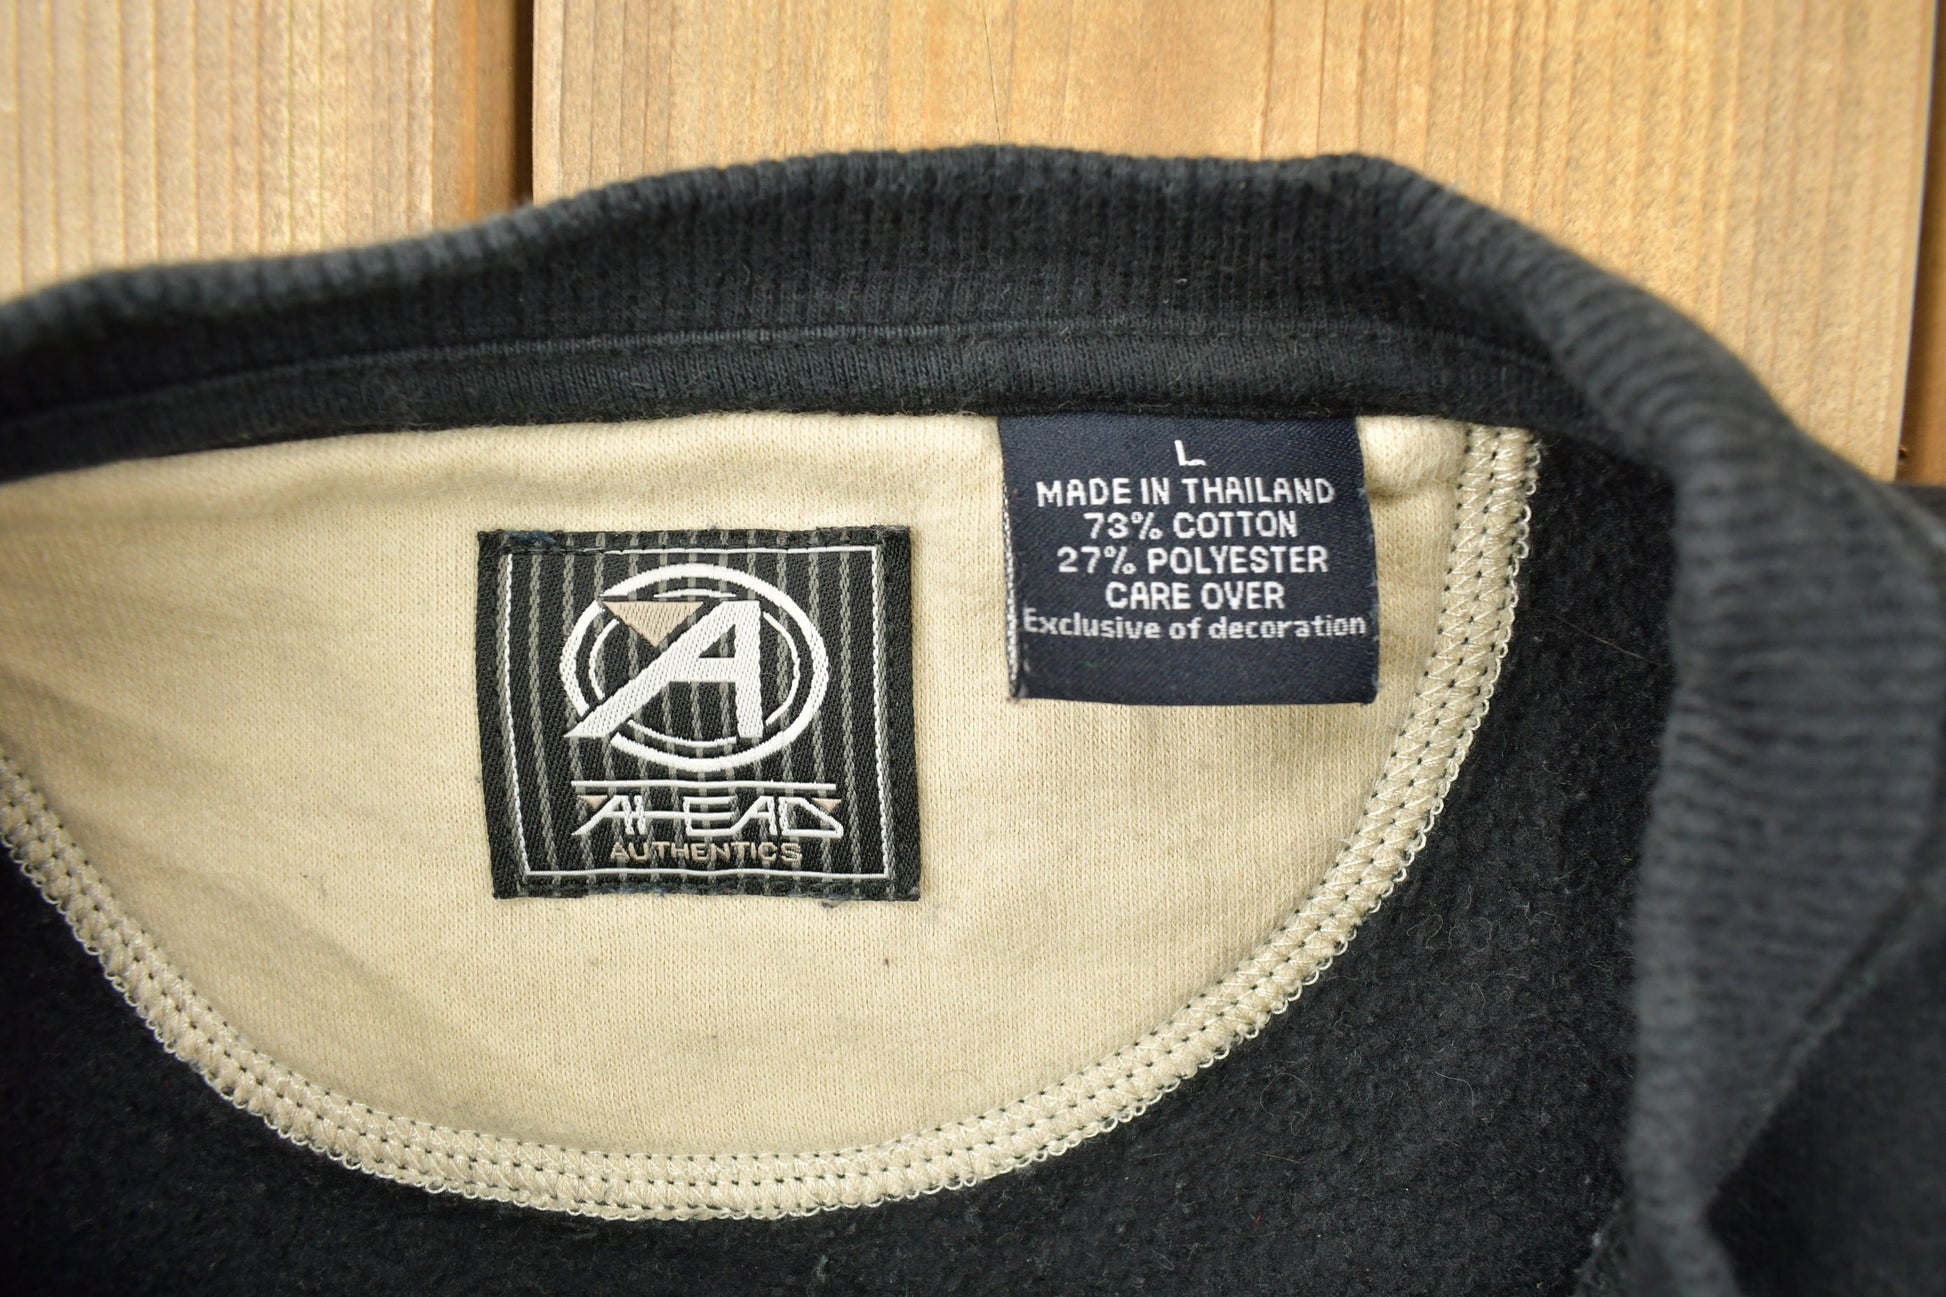 A
AHEAD
AUTHENTICS
L
MADE IN THAILAND
73% COTTON
27% POLYESTER
CARE OVER
Exclusive of decoration